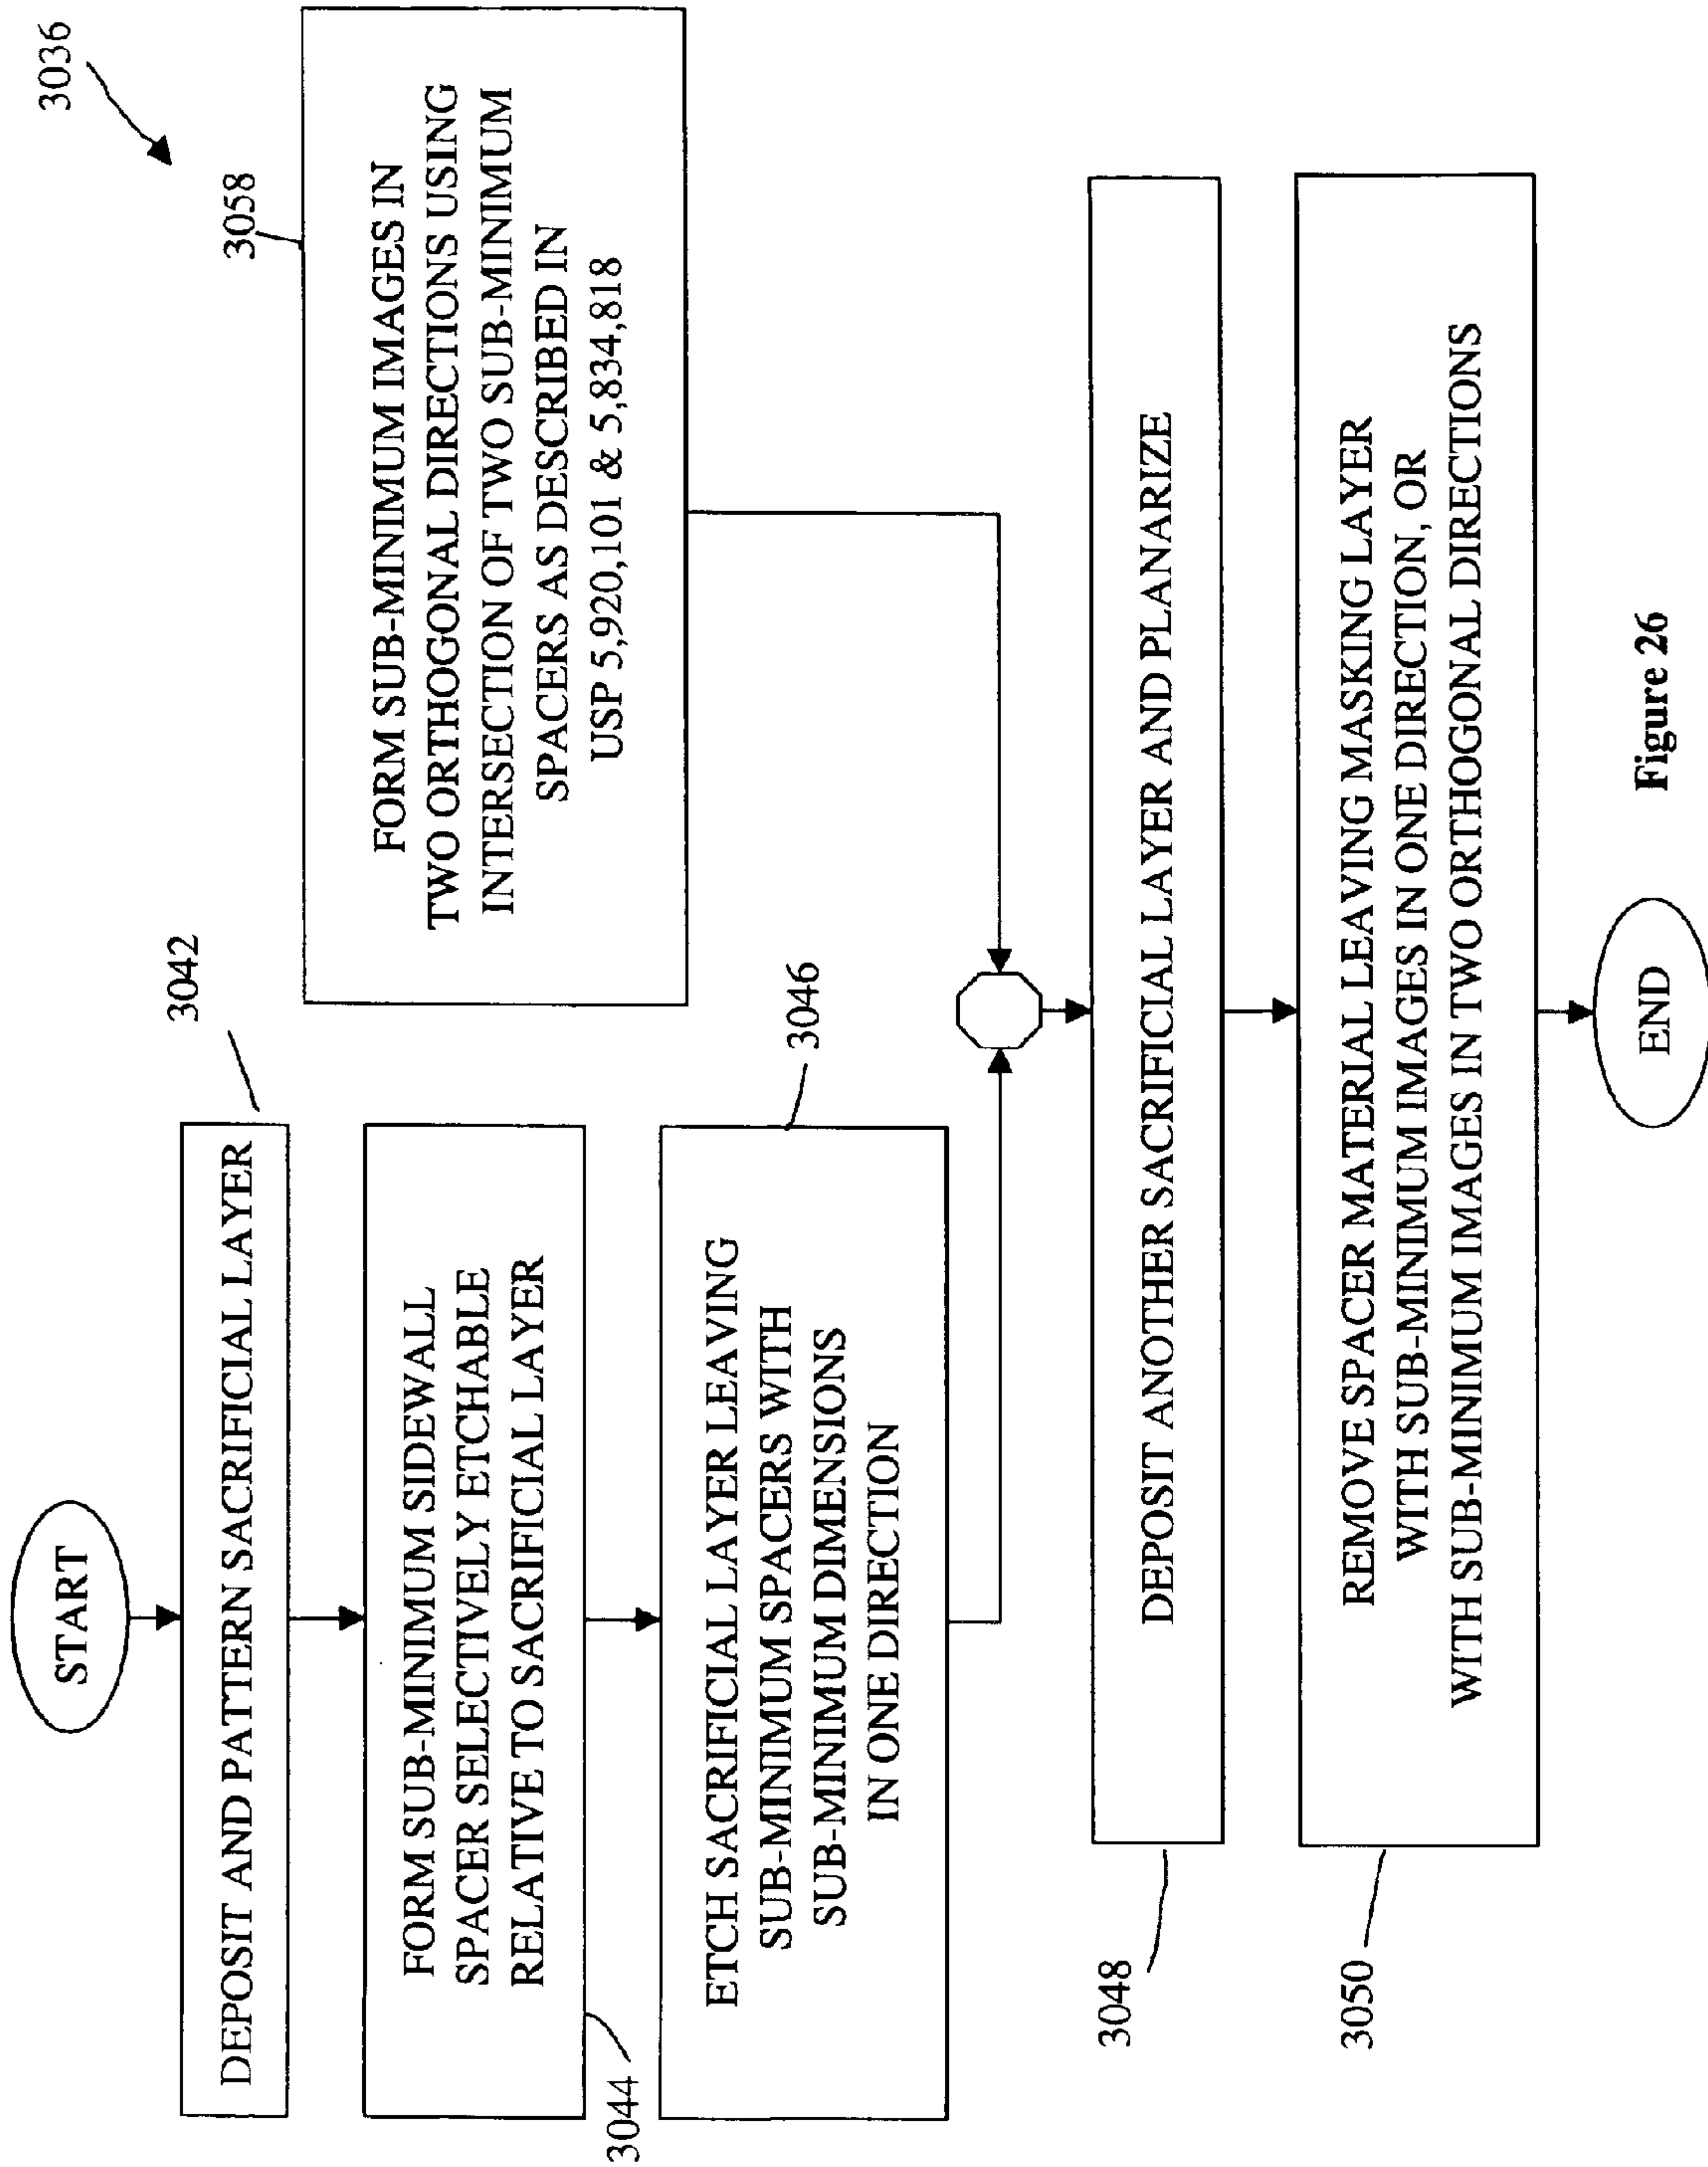 3036
START
3042
DEPOSIT AND PATTERN SACRIFICIAL LAYER
3044
FORM SUB-MINIMUM SIDEWALL
SPACER SELECTIVELY ETCHABLE
RELATIVE TO SACRIFICIAL LAYER
3046
ETCH SACRIFICIAL LAYER LEAVING
SUB-MINIMUM SPACERS WITH
SUB-MINIMUM DIMENSIONS
IN ONE DIRECTION
3058
FORM SUB-MINIMUM IMAGES IN
TWO ORTHOGONAL DIRECTIONS USING
INTERSECTION OF TWO SUB-MINIMUM
SPACERS AS DESCRIBED IN
USP 5,920,101 & 5,834,818
3048
DEPOSIT ANOTHER SACRIFICIAL LAYER AND PLANARIZE
3050
REMOVE SPACER MATERIAL LEAVING MASKING LAYER
WITH SUB-MINIMUM IMAGES IN ONE DIRECTION, OR
WITH SUB-MINIMUM IMAGES IN TWO ORTHOGONAL DIRECTIONS
END
Figure 26